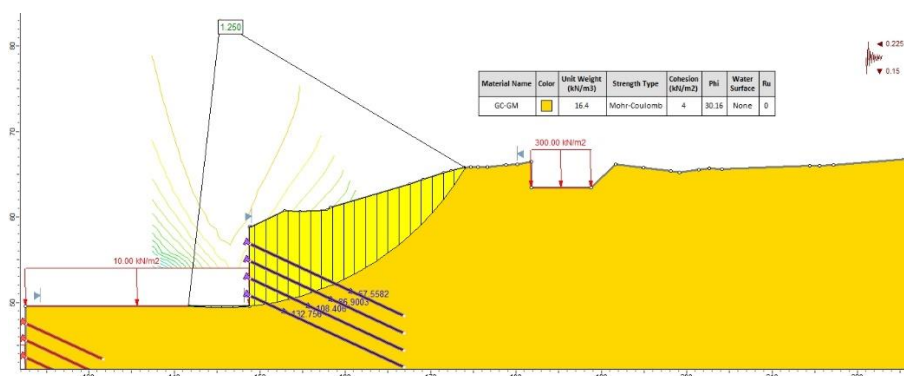 1.250
0.225
0.15
Material Name Color Unit Weight (kN/m3) Strength Type Cohesion (kN/m2) Phi Water Surface Ru
GC-GM 16.4 Mohr-Coulomb 4 30.16 None 0
80
70
300.00 kN/m2
60
10.00 kN/m2
50
57.5582
86.9003
108.408
132.756